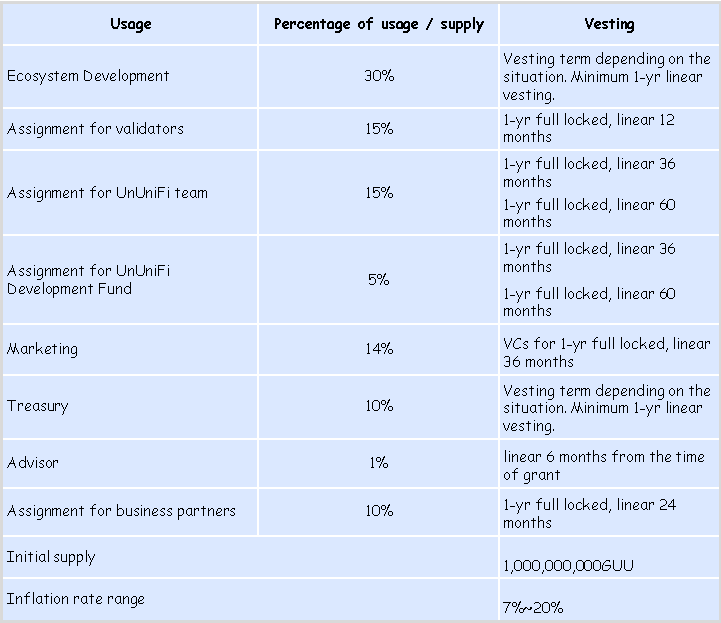 Usage Percentage of usage / supply Vesting
Ecosystem Development 30% Vesting term depending on the
situation. Minimum 1-yr linear
vesting.
Assignment for validators 15% 1-yr full locked, linear 12
months
Assignment for UnUniFi team 15% 1-yr full locked, linear 36
months
1-yr full locked, linear 60
months
Assignment for UnUniFi
Development Fund 5% 1-yr full locked, linear 36
months
1-yr full locked, linear 60
months
Marketing 14% VCs for 1-yr full locked, linear
36 months
Treasury 10% Vesting term depending on the
situation. Minimum 1-yr linear
vesting.
Advisor 1% linear 6 months from the time
of grant
Assignment for business partners 10% 1-yr full locked, linear 24
months
Initial supply 1,000,000,000GUU
Inflation rate range 7%~20%